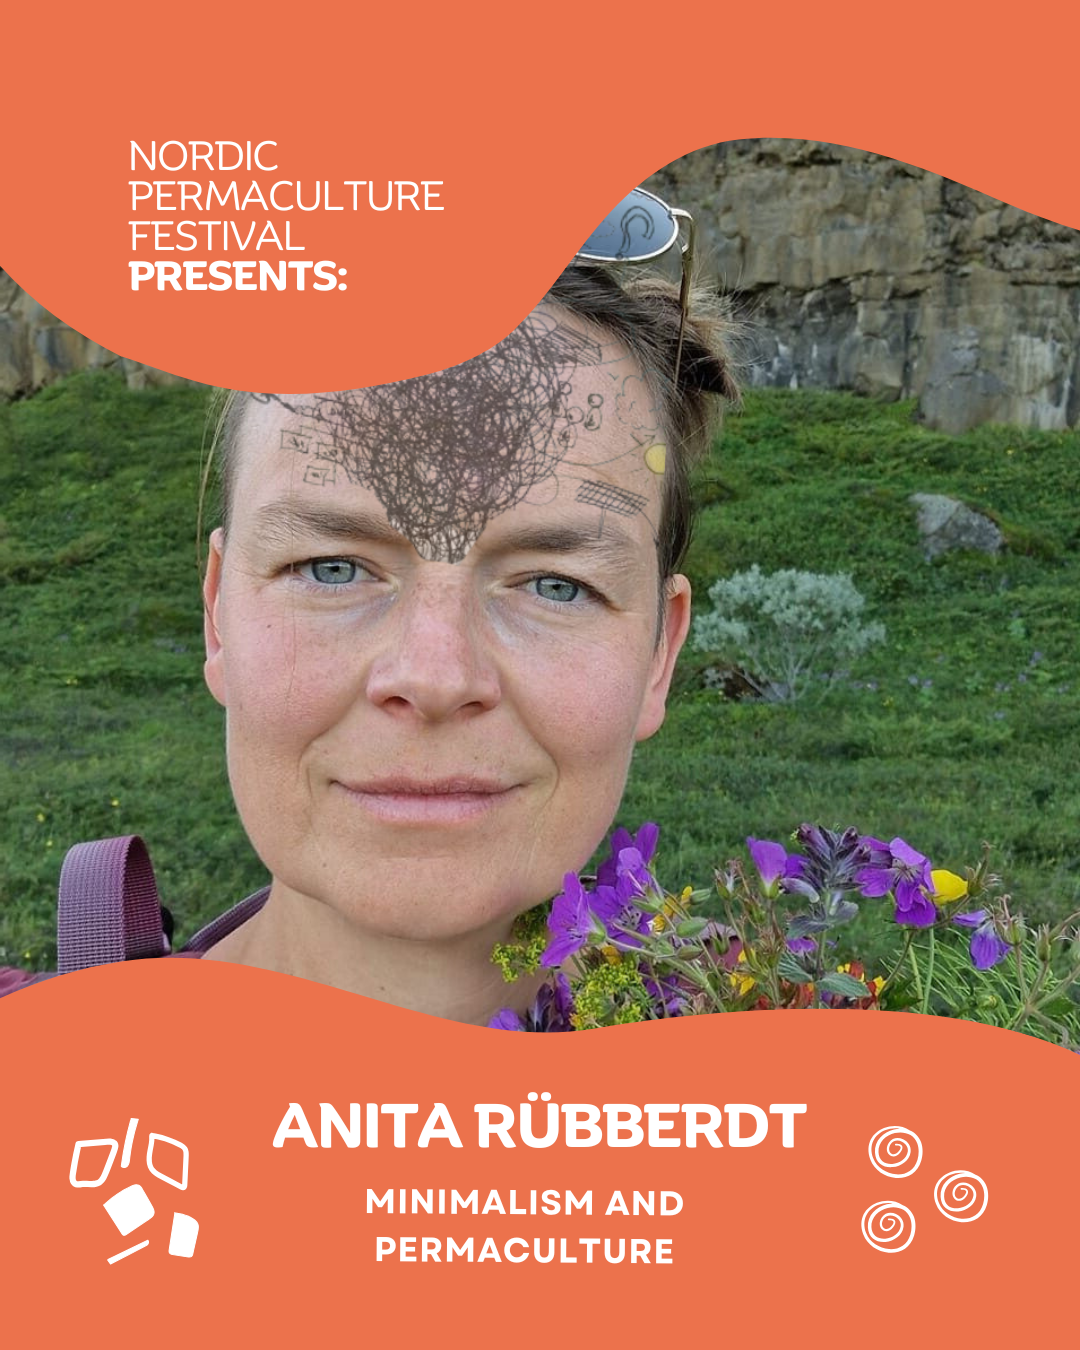 NORDIC
PERMACULTURE
FESTIVAL
PRESENTS:
ANITA RÜBBERDT
MINIMALISM AND
PERMACULTURE